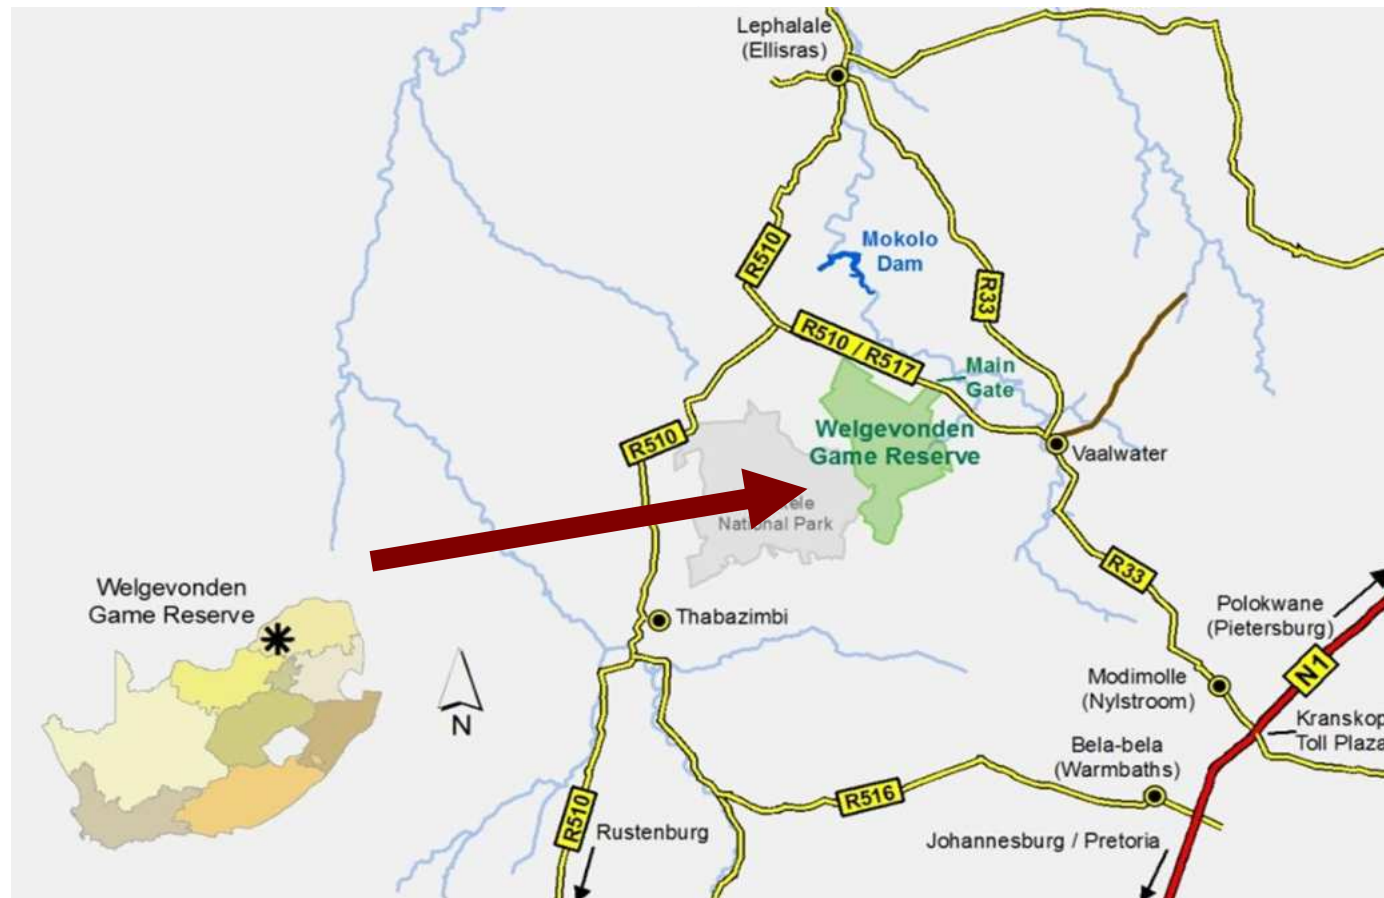 Lephalale
(Ellisras)
R510
Mokolo
Dam
R33
R510 / R517
Main
Gate
R510
Welgevonden
Game Reserve
Vaalwater
National Park
R33
Welgevonden
Game Reserve
Thabazimbi
Polokwane
(Pietersburg)
N1
Modimolle
(Nylstroom)
N
Kranskop
Toll Plaza
Bela-bela
(Warmbaths)
R516
R510
Rustenburg
Johannesburg / Pretoria